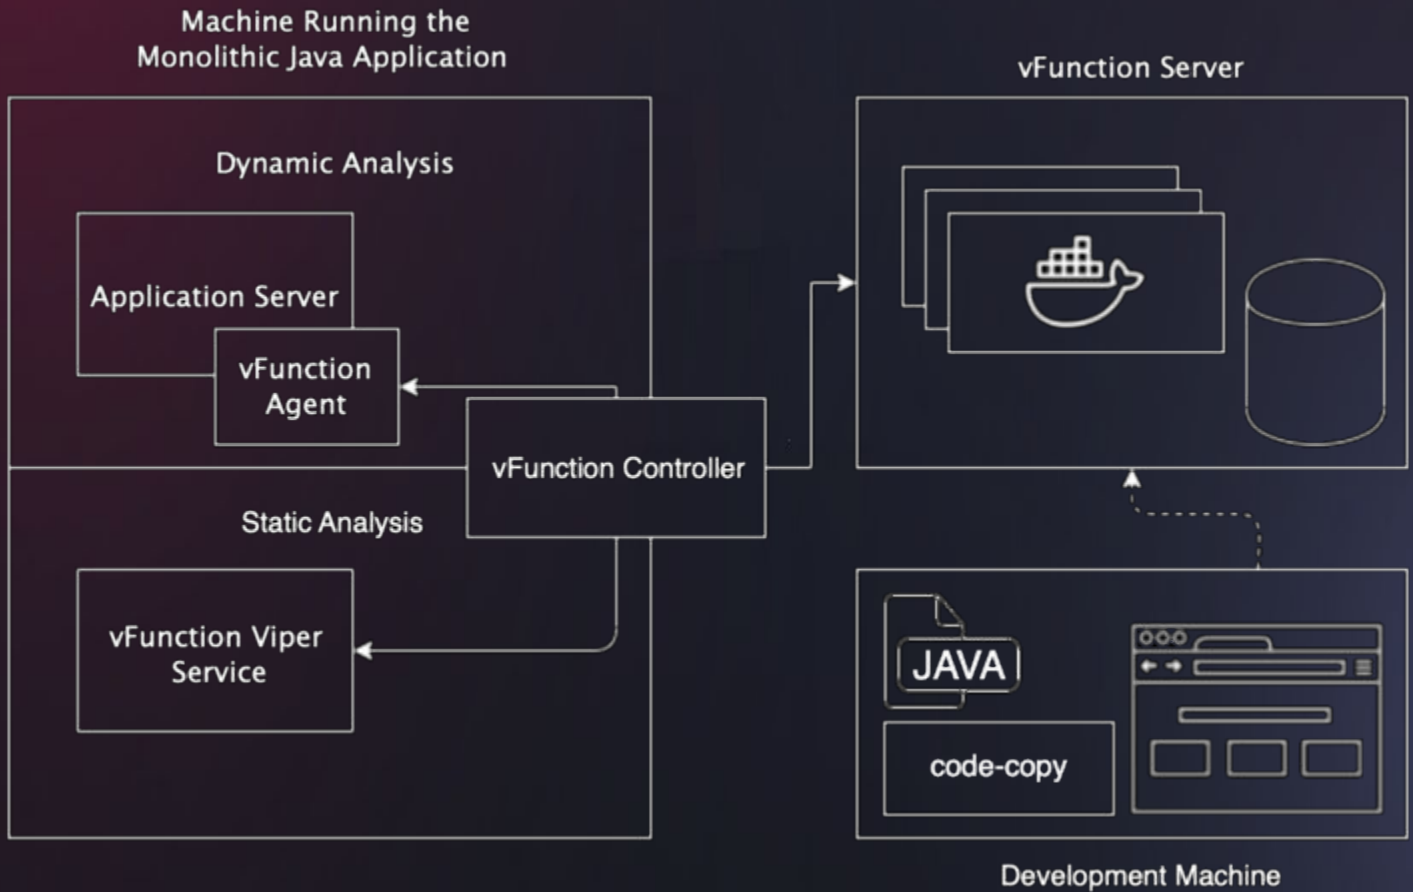 Machine Running the
Monolithic Java Application
vFunction Server
Dynamic Analysis
Application Server
vFunction
Agent
vFunction Controller
Static Analysis
vFunction Viper
Service
JAVA
code-copy
Development Machine